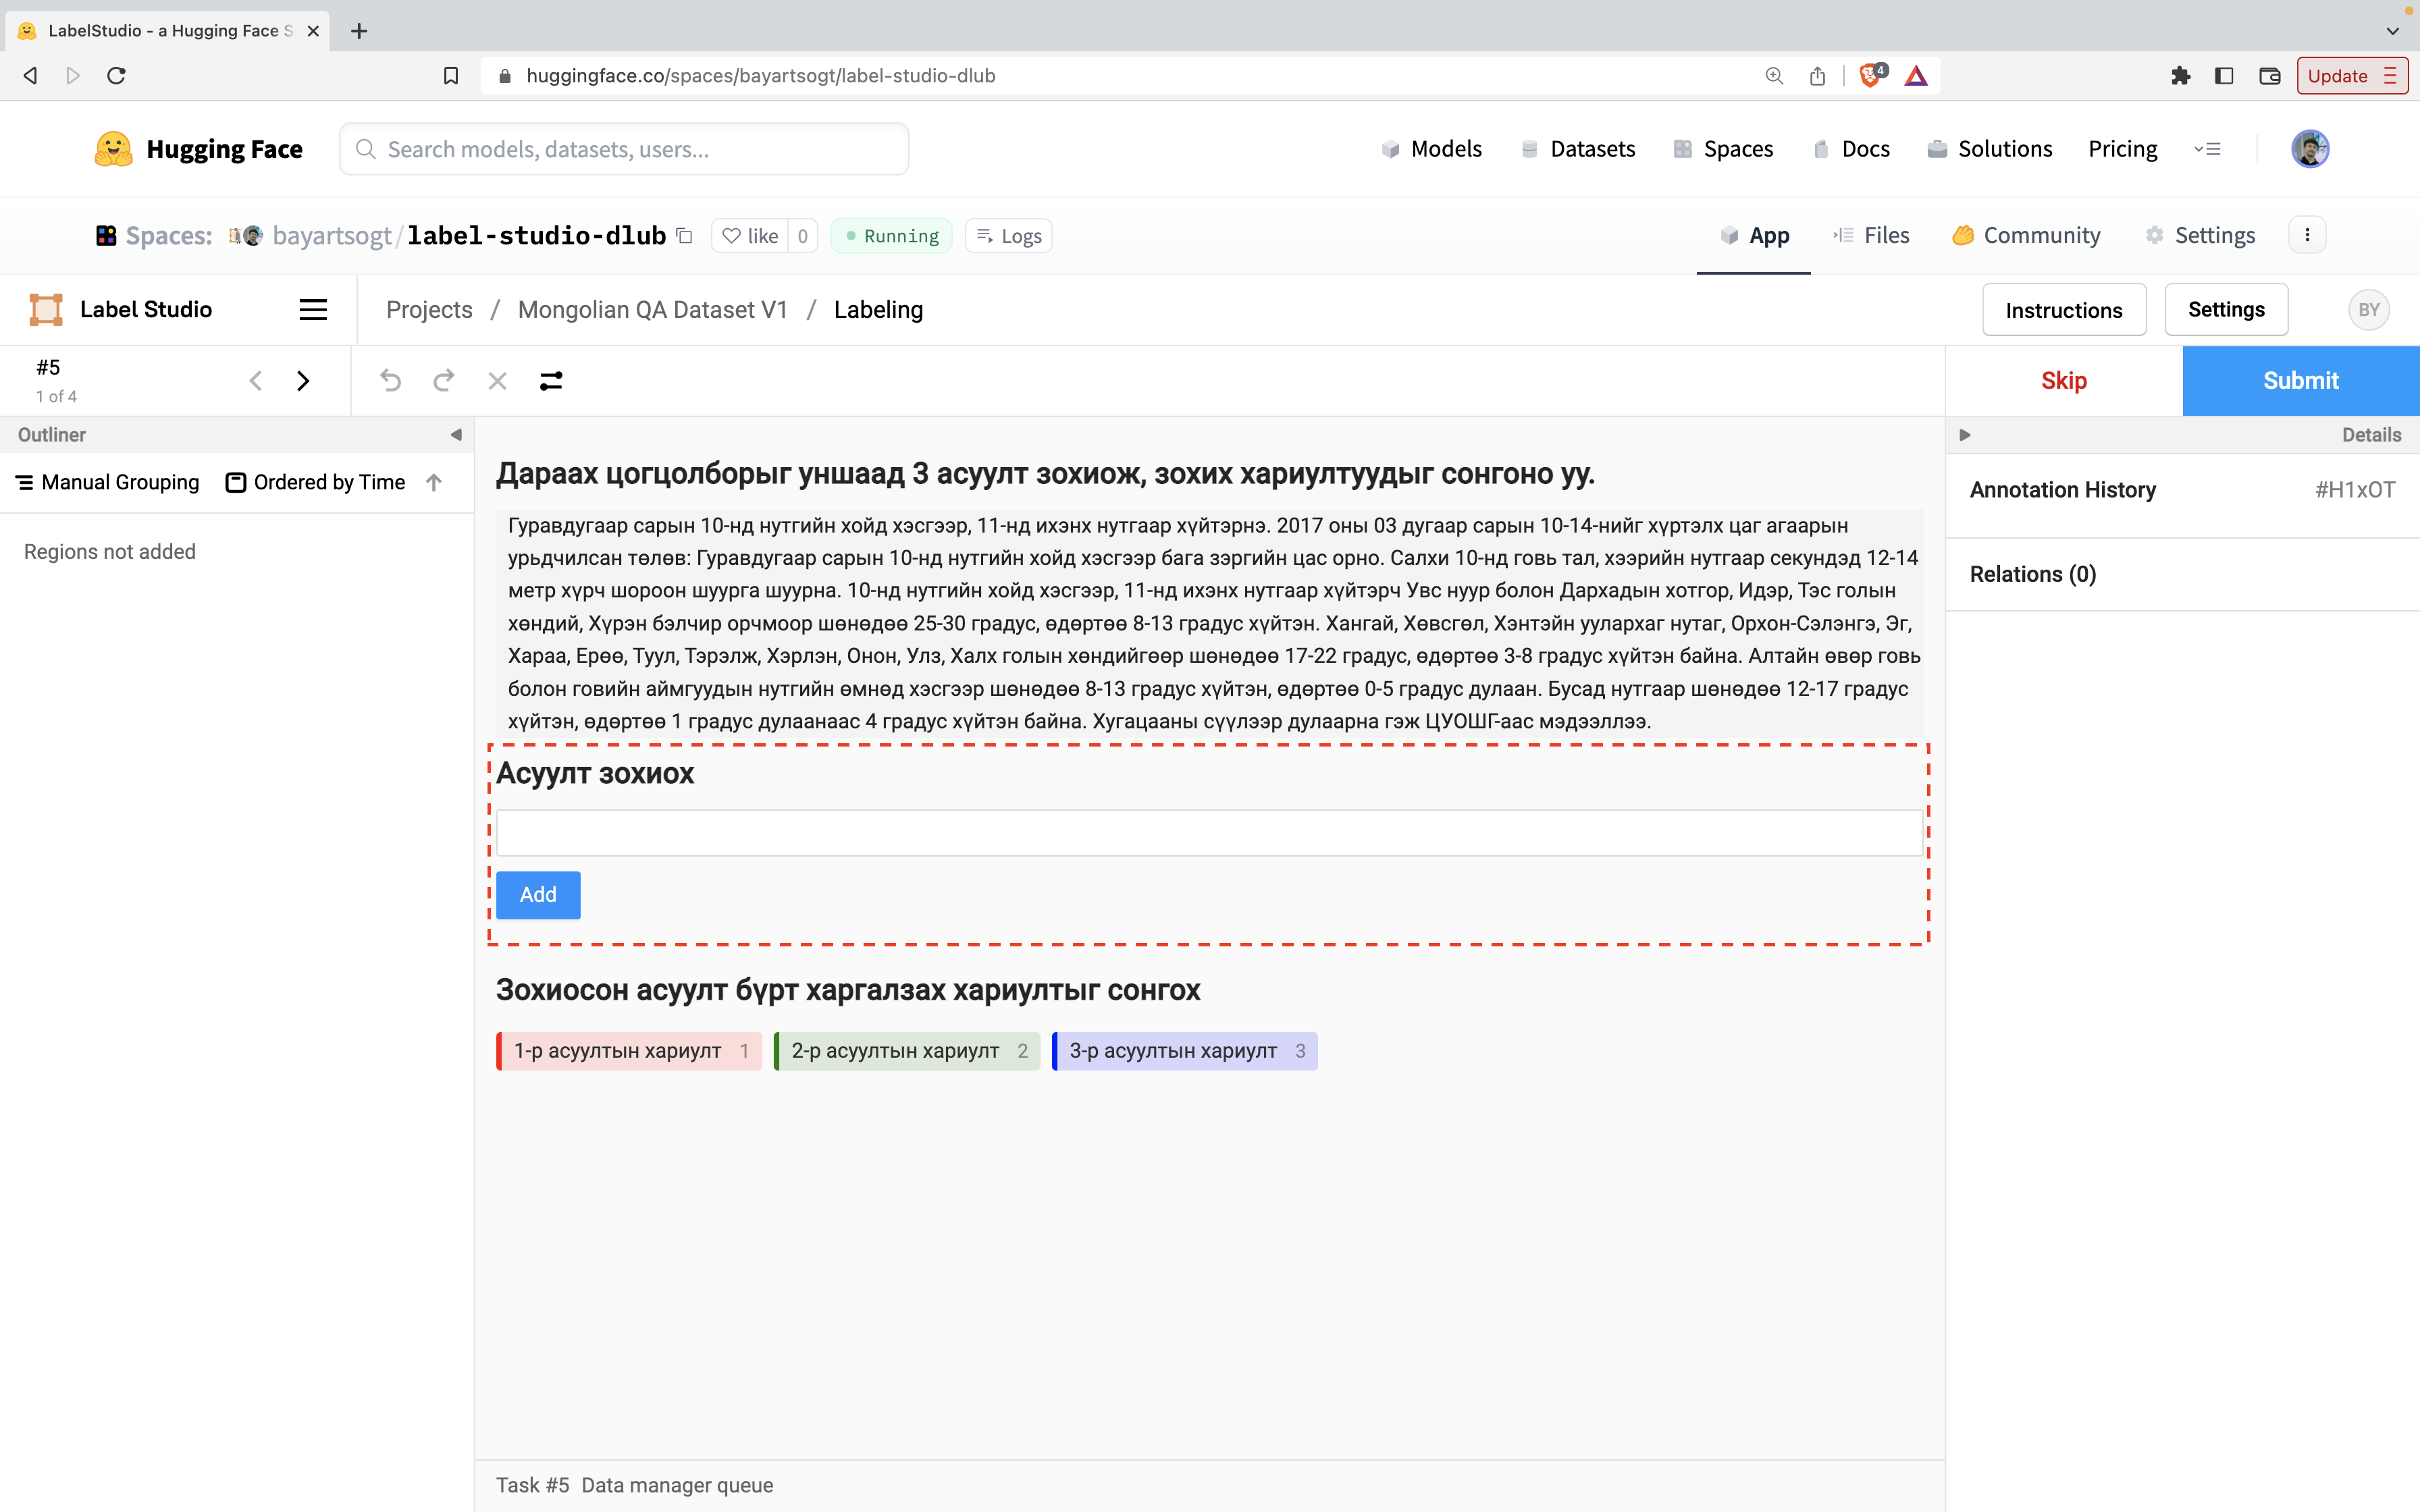 LabelStudio - a Hugging Face S
huggingface.co/spaces/bayartsogt/label-studio-dlub
4
Update
Hugging Face
Search models, datasets, users...
Models
Datasets
Spaces
Docs
Solutions
Pricing
Spaces:
bayartsogt/label-studio-dlub
like 0
Running
Logs
App
Files
Community
Settings
Label Studio
Projects / Mongolian QA Dataset V1 / Labeling
Instructions
Settings
BY
#5
1 of 4
Skip
Submit
Outliner
Details
Manual Grouping
Ordered by Time
Regions not added
Дараах цогцолборыг уншаад 3 асуулт зохиож, зохих хариултуудыг сонгоно уу.
Гуравдугаар сарын 10-нд нутгийн хойд хэсгээр, 11-нд ихэнх нутгаар хүйтэрнэ. 2017 оны 03 дугаар сарын 10-14-нийг хүртэлх цаг агаарын
урьдчилсан төлөв: Гуравдугаар сарын 10-нд нутгийн хойд хэсгээр бага зэргийн цас орно. Салхи 10-нд говь тал, хээрийн нутгаар секундэд 12-14
метр хүрч шороон шуурга шуурна. 10-нд нутгийн хойд хэсгээр, 11-нд ихэнх нутгаар хүйтэрч Увс нуур болон Дархадын хотгор, Идэр, Тэс голын
хөндий, Хүрэн бэлчир орчмоор шөнөдөө 25-30 градус, өдөртөө 8-13 градус хүйтэн. Хангай, Хөвсгөл, Хэнтэйн уулархаг нутаг, Орхон-Сэлэнгэ, Эг,
Хараа, Ерөө, Туул, Тэрэлж, Хэрлэн, Онон, Улз, Халх голын хөндийгөөр шөнөдөө 17-22 градус, өдөртөө 3-8 градус хүйтэн байна. Алтайн өвөр говь
болон говийн аймгуудын нутгийн өмнөд хэсгээр шөнөдөө 8-13 градус хүйтэн, өдөртөө 0-5 градус дулаан. Бусад нутгаар шөнөдөө 12-17 градус
хүйтэн, өдөртөө 1 градус дулаанаас 4 градус хүйтэн байна. Хугацааны сүүлээр дулаарна гэж ЦУОШГ-аас мэдээллээ.
Асуулт зохиох
Add
Зохиосон асуулт бүрт харгалзах хариултыг сонгох
1-р асуултын хариулт 1
2-р асуултын хариулт 2
3-р асуултын хариулт 3
Annotation History
#H1xOT
Relations (0)
Task #5 Data manager queue